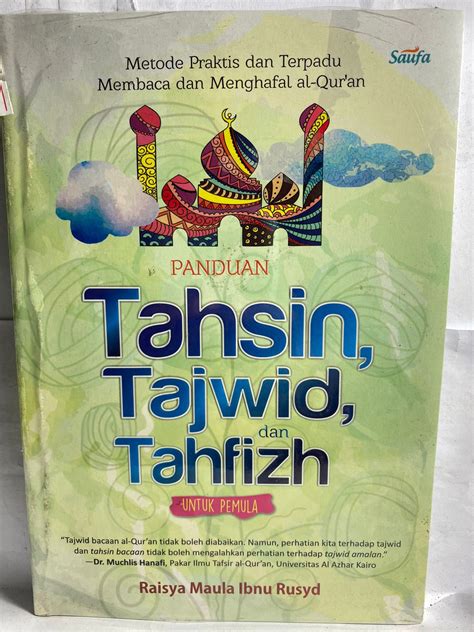 Saufa
Metode Praktis dan Terpadu
Membaca dan Menghafal al-Qur'an
PANDUAN
Tahsin,
Tajwid,
dan
Tahfizh
UNTUK PEMULA
"Tajwid bacaan al-Qur'an tidak boleh diabaikan. Namun, perhatian kita terhadap tajwid
dan tahsin bacaan tidak boleh mengalahkan perhatian terhadap tajwid amalan."
—Dr. Muchlis Hanafi, Pakar Ilmu Tafsir al-Qur'an, Universitas Al Azhar Kairo
Raisya Maula Ibnu Rusyd